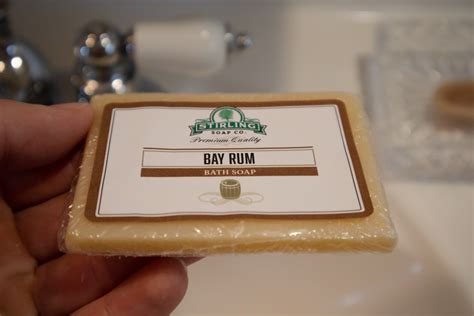 STIRLING
SOAP CO.
Premium Quality
BAY RUM
BATH SOAP